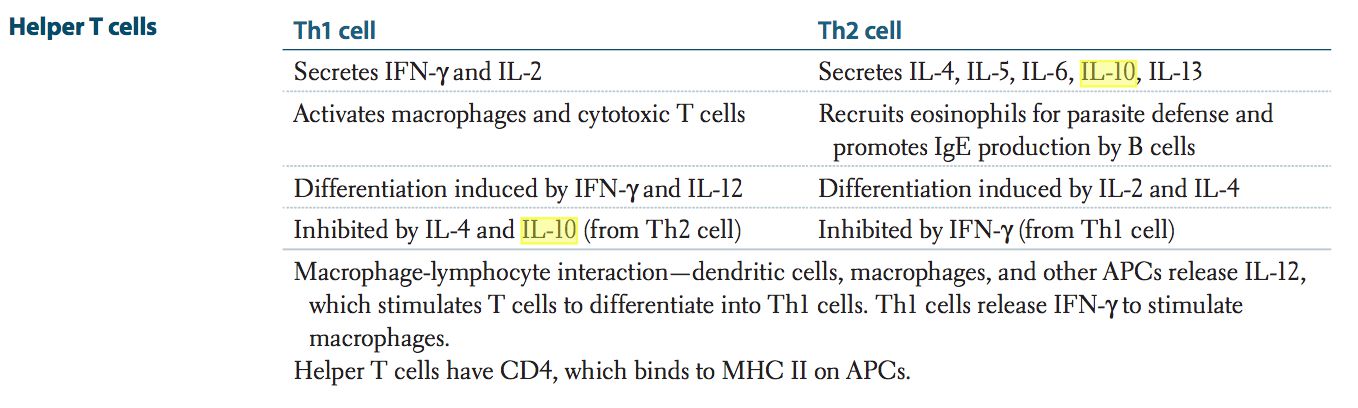 Helper T cells
Th1 cell
Th2 cell
Secretes IFN-γ and IL-2
Secretes IL-4, IL-5, IL-6, IL-10, IL-13
Activates macrophages and cytotoxic T cells
Recruits eosinophils for parasite defense and
promotes IgE production by B cells
Differentiation induced by IFN-γ and IL-12
Differentiation induced by IL-2 and IL-4
Inhibited by IL-4 and IL-10 (from Th2 cell)
Inhibited by IFN-γ (from Th1 cell)
Macrophage-lymphocyte interaction—dendritic cells, macrophages, and other APCs release IL-12,
which stimulates T cells to differentiate into Th1 cells. Th1 cells release IFN-γ to stimulate
macrophages.
Helper T cells have CD4, which binds to MHC II on APCs.